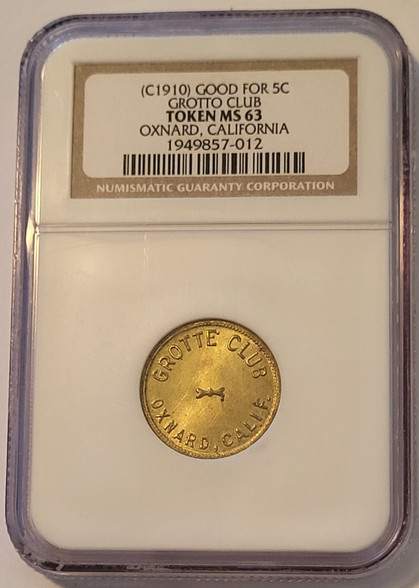 (C1910) GOOD FOR 5C
GROTTO CLUB
TOKEN MS 63
OXNARD, CALIFORNIA
1949857-012
NUMISMATIC GUARANTY CORPORATION
GROTTE CLUB
OXNARD, CALIF.